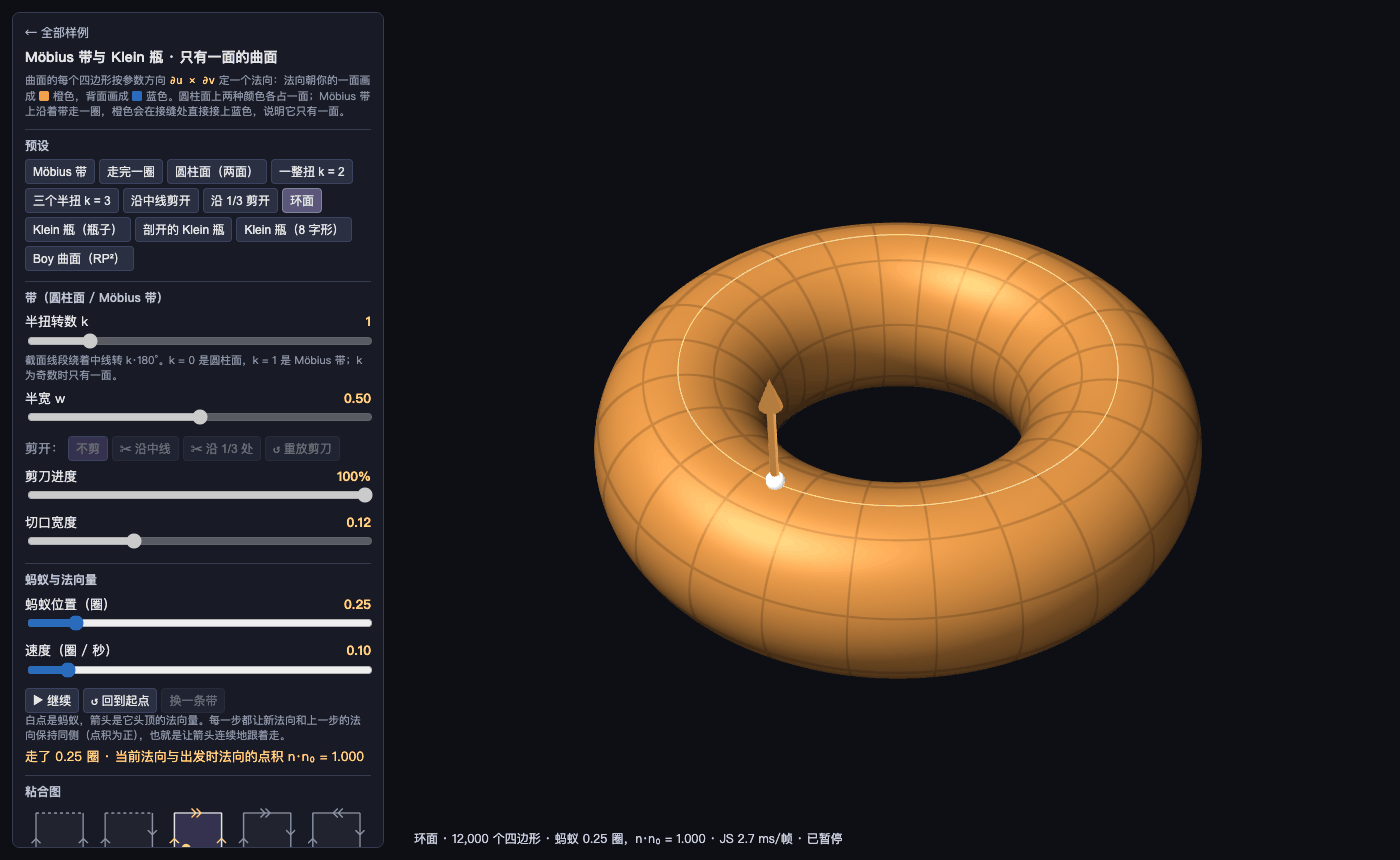 ← 全部样例
Möbius 带与 Klein 瓶 · 只有一面的曲面
曲面的每个四边形按参数方向 ∂u × ∂v 定一个法向：法向朝你的一面画
成 橙色，背面画成 蓝色。圆柱面上两种颜色各占一面；Möbius 带
上沿着带走一圈，橙色会在接缝处直接接上蓝色，说明它只有一面。
预设
Möbius 带 走完一圈 圆柱面（两面） 一整扭 k = 2
三个半扭 k = 3 沿中线剪开 沿 1/3 剪开 环面
Klein 瓶（瓶子） 剖开的 Klein 瓶 Klein 瓶（8 字形）
Boy 曲面（RP²）
带（圆柱面 / Möbius 带）
半扭转数 k 1
截面线段绕着中线转 k·180°。k = 0 是圆柱面，k = 1 是 Möbius 带；k
为奇数时只有一面。
半宽 w 0.50
剪开： 不剪 ✂ 沿中线 ✂ 沿 1/3 处 ↺ 重放剪刀
剪刀进度 100%
切口宽度 0.12
蚂蚁与法向量
蚂蚁位置（圈） 0.25
速度（圈 / 秒） 0.10
▶ 继续 ↺ 回到起点 换一条带
白点是蚂蚁，箭头是它头顶的法向量。每一步都让新法向和上一步的法
向保持同侧（点积为正），也就是让箭头连续地跟着走。
走了 0.25 圈 · 当前法向与出发时法向的点积 n·n₀ = 1.000
粘合图
环面 · 12,000 个四边形 · 蚂蚁 0.25 圈，n·n₀ = 1.000 · JS 2.7 ms/帧 · 已暂停